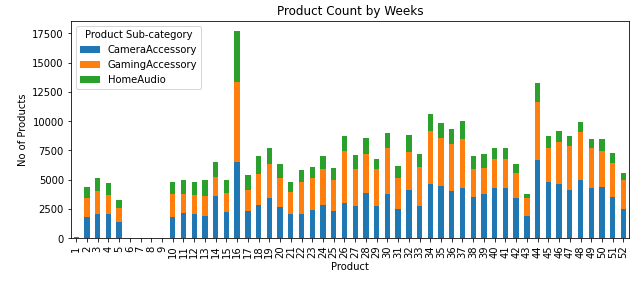 Product Count by Weeks
No of Products
17500
15000
12500
10000
7500
5000
2500
0
Product Sub-category
CameraAccessory
GamingAccessory
HomeAudio
1 2 3 4 5 6 7 8 9 10 11 12 13 14 15 16 17 18 19 20 21 22 23 24 25 26 27 28 29 30 31 32 33 34 35 36 37 38 39 40 41 42 43 44 45 46 47 48 49 50 51 52
Product